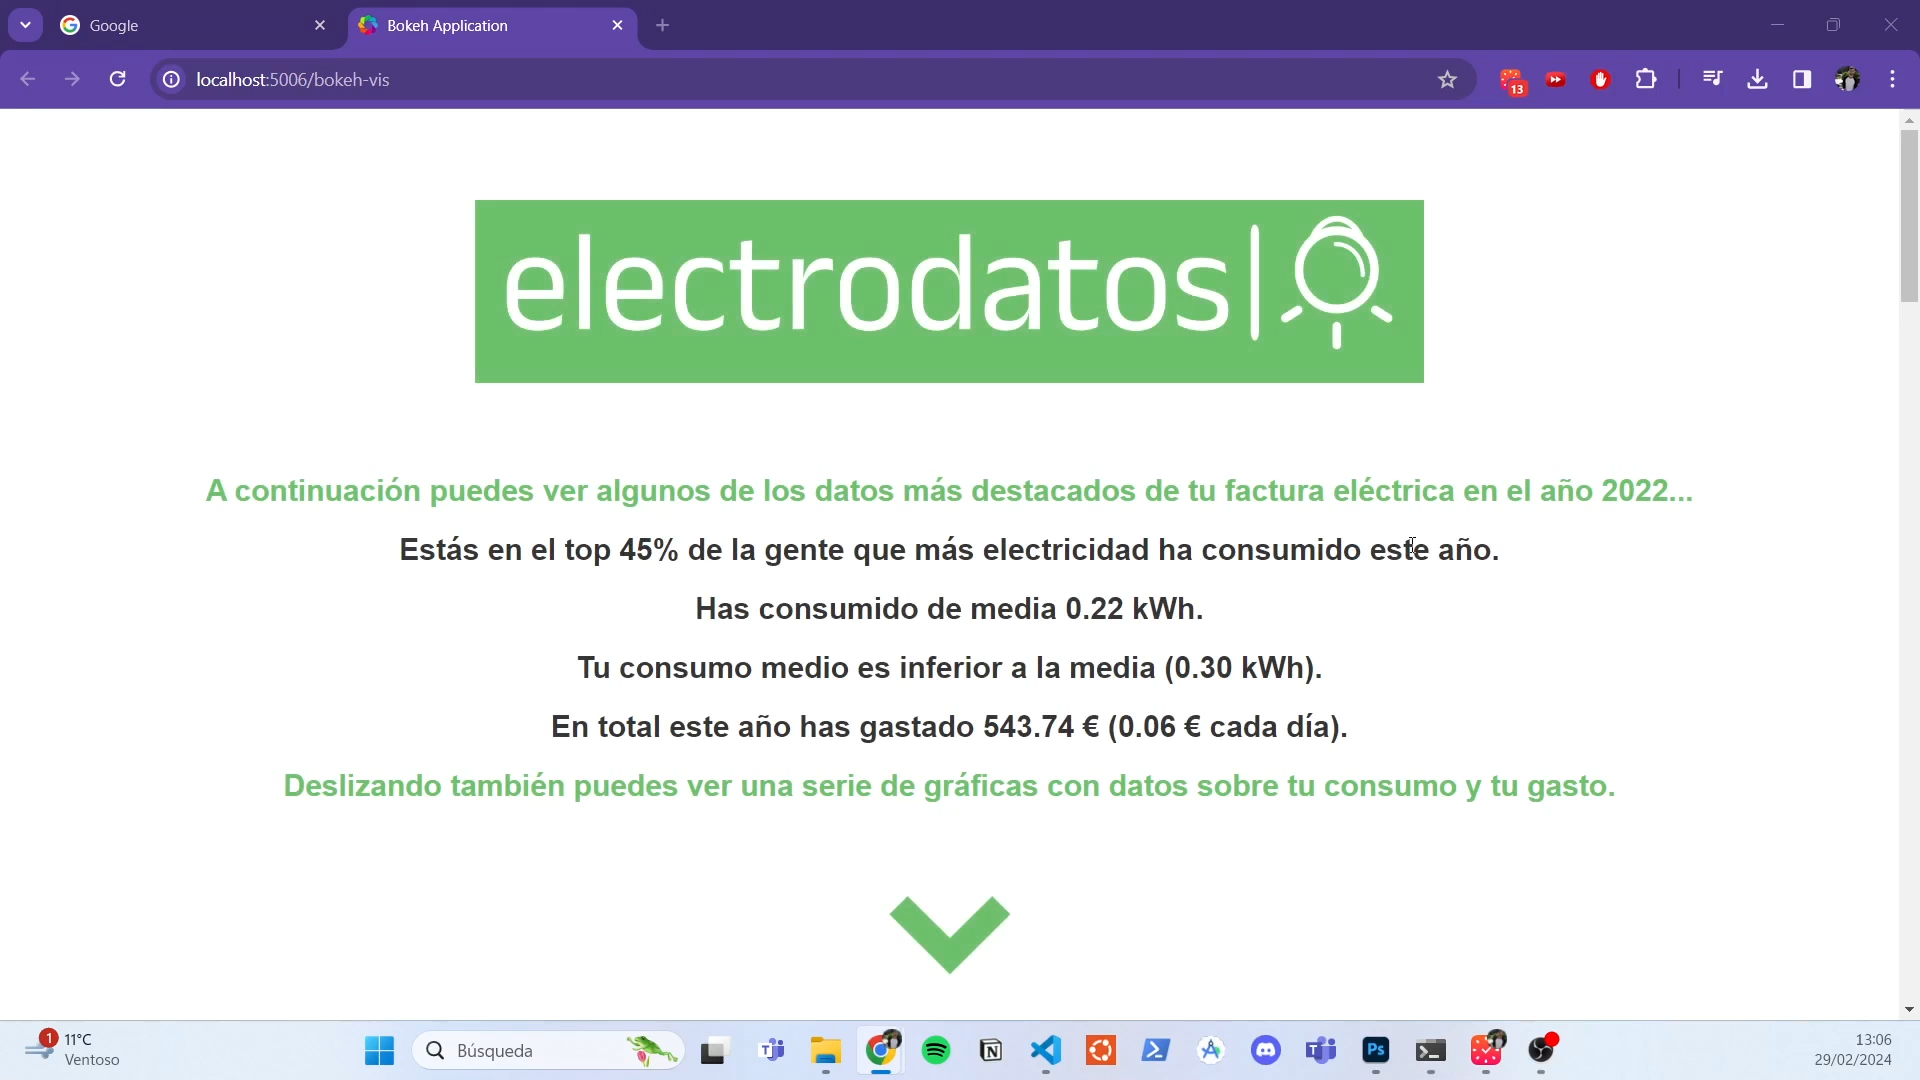 Google
Bokeh Application
localhost:5006/bokeh-vis
13
electrodatos
A continuación puedes ver algunos de los datos más destacados de tu factura eléctrica en el año 2022...
Estás en el top 45% de la gente que más electricidad ha consumido este año.
Has consumido de media 0.22 kWh.
Tu consumo medio es inferior a la media (0.30 kWh).
En total este año has gastado 543.74 € (0.06 € cada día).
Deslizando también puedes ver una serie de gráficas con datos sobre tu consumo y tu gasto.
1
11°C
Ventoso
Búsqueda
Ps
13:06
29/02/2024